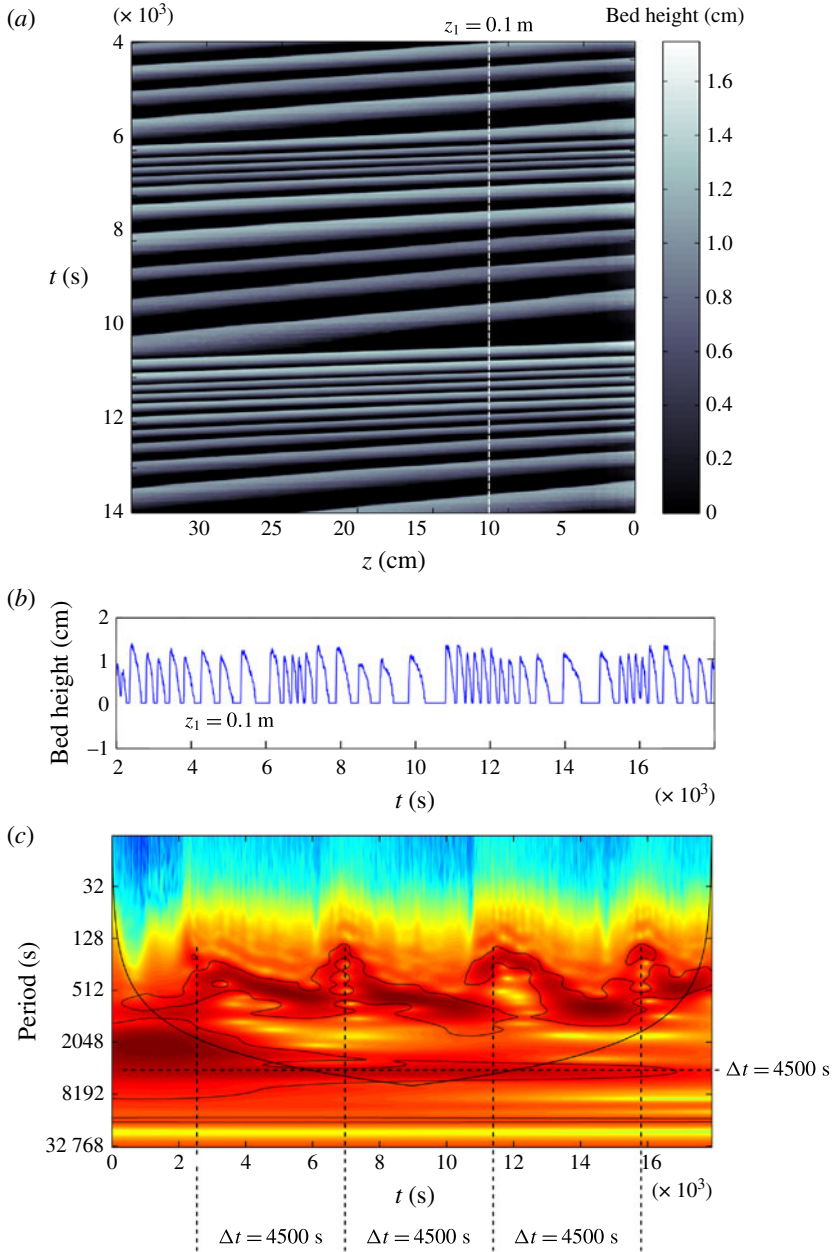 (a)
(× 10³)
z₁ = 0.1 m
Bed height (cm)
4
6
8
10
12
14
t (s)
30 25 20 15 10 5 0
z (cm)
1.6
1.4
1.2
1.0
0.8
0.6
0.4
0.2
0
(b)
Bed height (cm)
2
1
0
−1
z₁ = 0.1 m
2 4 6 8 10 12 14 16
t (s)
(× 10³)
(c)
Period (s)
32
128
512
2048
8192
32 768
Δt = 4500 s
0 2 4 6 8 10 12 14 16
t (s)
(× 10³)
Δt = 4500 s Δt = 4500 s Δt = 4500 s